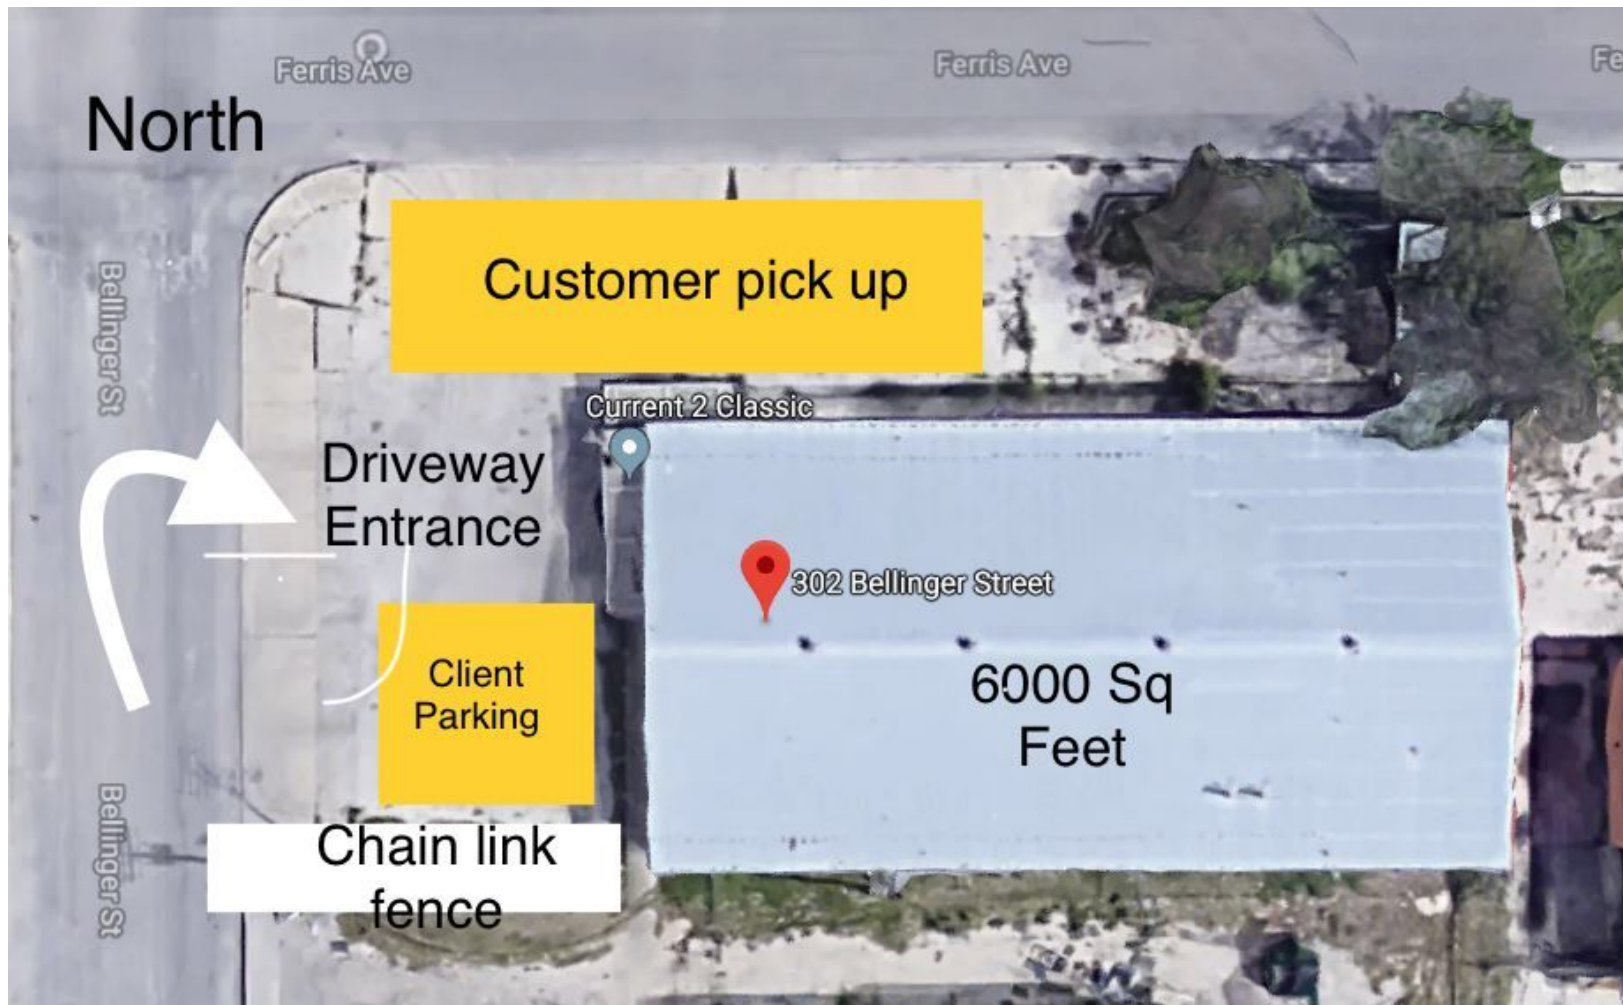 Ferris Ave
Ferris Ave
Fe
North
Bellinger St
Customer pick up
Current 2 Classic
Driveway
Entrance
302 Bellinger Street
Client
Parking
6000 Sq
Feet
Bellinger St
Chain link
fence